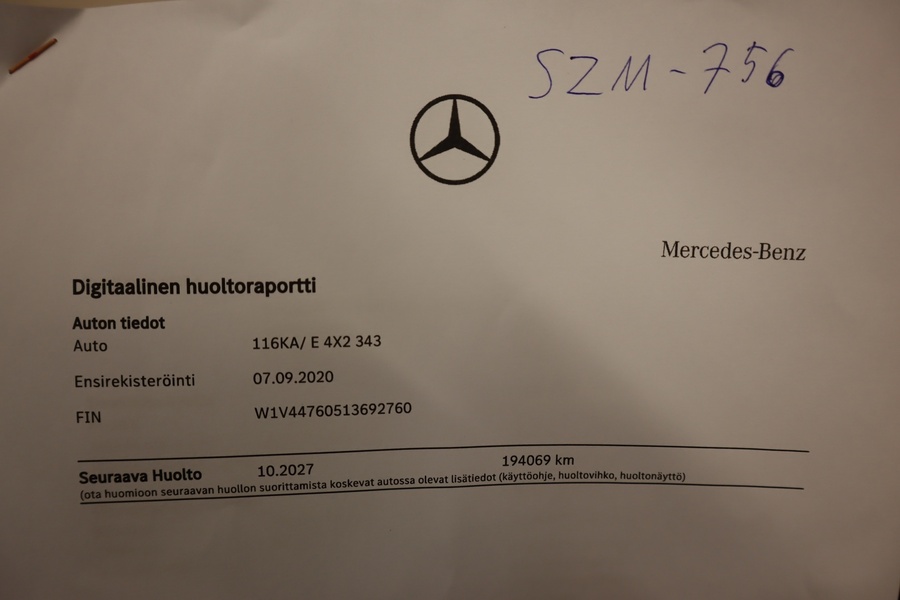 SZM-756
Mercedes-Benz
Digitaalinen huoltoraportti
Auton tiedot
Auto 116KA/ E 4X2 343
Ensirekisteröinti 07.09.2020
FIN W1V44760513692760
Seuraava Huolto 10.2027 194069 km
(ota huomioon seuraavan huollon suorittamista koskevat autossa olevat lisätiedot (käyttöohje, huoltovihko, huoltonäyttö)